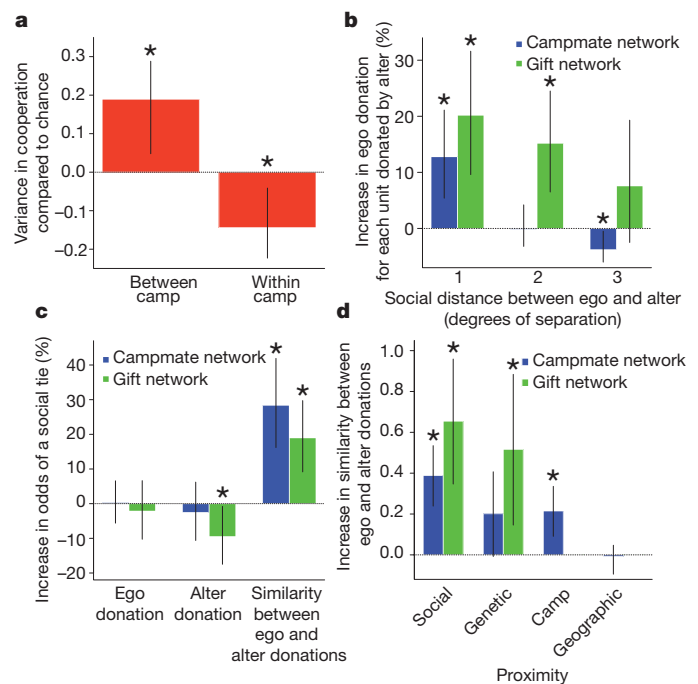 a
Variance in cooperation
compared to chance
0.3
0.2
0.1
0.0
−0.1
−0.2
*
*
Between
camp
Within
camp
b
Increase in ego donation
for each unit donated by alter (%)
30
20
10
0
Campmate network
Gift network
*
*
*
*
1
2
3
Social distance between ego and alter
(degrees of separation)
c
Increase in odds of a social tie (%)
40
30
20
10
0
−10
−20
Campmate network
Gift network
*
*
*
Ego
donation
Alter
donation
Similarity
between
ego and
alter donations
d
Increase in similarity between
ego and alter donations
1.0
0.8
0.6
0.4
0.2
0.0
Campmate network
Gift network
*
*
*
*
Social
Genetic
Camp
Geographic
Proximity